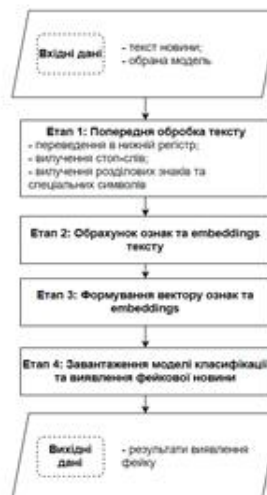 Вхідні дані
- текст новини;
- обрана модель
Етап 1: Попередня обробка тексту
- переведення в нижній регістр;
- вилучення стоп-слів;
- вилучення розділових знаків та
спеціальних символів
Етап 2: Обрахунок ознак та embeddings
тексту
Етап 3: Формування вектору ознак та
embeddings
Етап 4: Завантаження моделі класифікації
та виявлення фейкової новини
Вихідні
дані
- результати виявлення
фейку